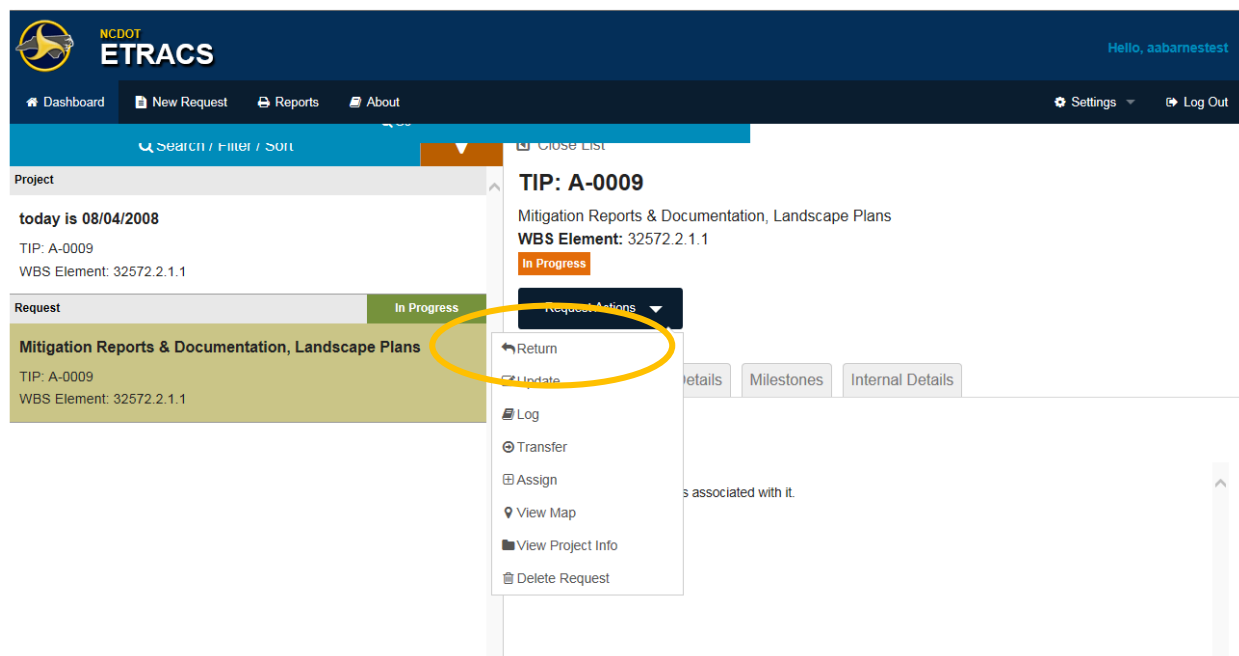 NCDOT
ETRACS
Hello, aabarnestest
Dashboard New Request Reports About Settings Log Out
Search / Filter / Sort
Close List
Project
today is 08/04/2008
TIP: A-0009
WBS Element: 32572.2.1.1
Request In Progress
Mitigation Reports & Documentation, Landscape Plans
TIP: A-0009
WBS Element: 32572.2.1.1
TIP: A-0009
Mitigation Reports & Documentation, Landscape Plans
WBS Element: 32572.2.1.1
In Progress
Request Actions
Return
Update
Log
Transfer
Assign
View Map
View Project Info
Delete Request
Details Milestones Internal Details
s associated with it.